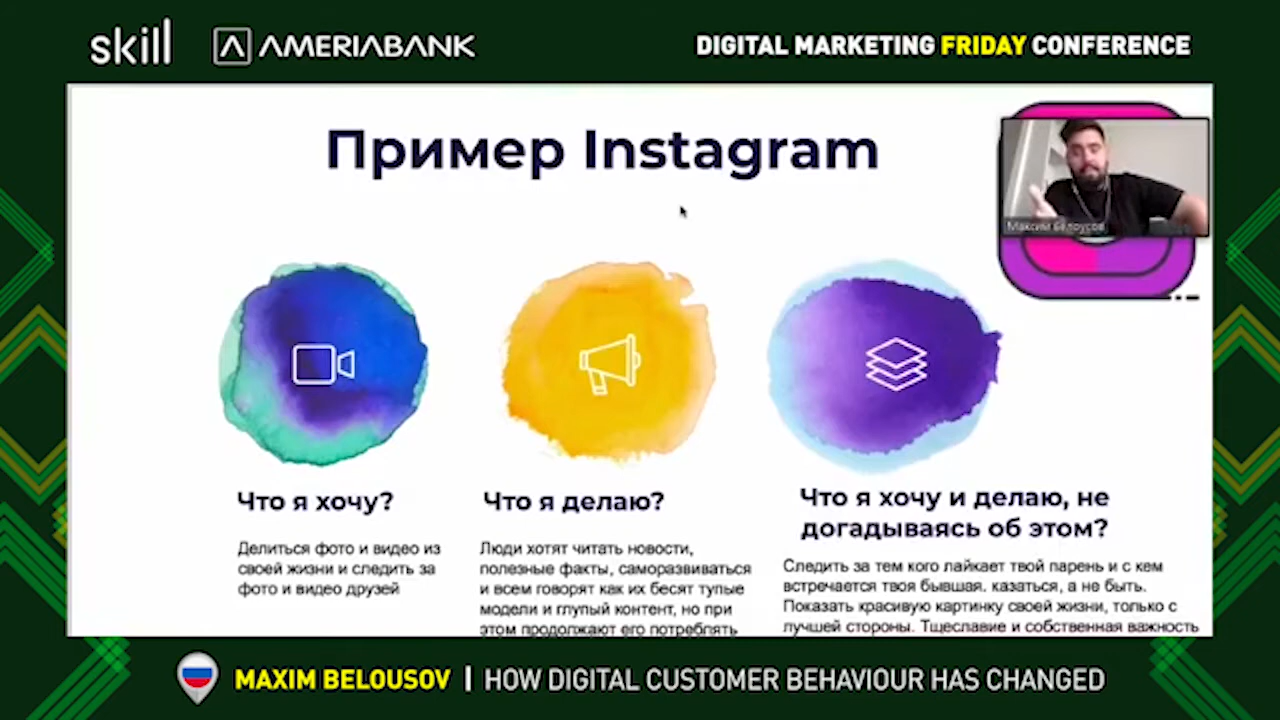 skill
AMERIABANK
DIGITAL MARKETING FRIDAY CONFERENCE
Пример Instagram
Максим Белоусов
Что я хочу?
Делиться фото и видео из
своей жизни и следить за
фото и видео друзей
Что я делаю?
Люди хотят читать новости,
полезные факты, саморазвиваться
и всем говорят как их бесят тупые
модели и глупый контент, но при
этом продолжают его потреблять
Что я хочу и делаю, не
догадываясь об этом?
Следить за тем кого лайкает твой парень и с кем
встречается твоя бывшая. казаться, а не быть.
Показать красивую картинку своей жизни, только с
лучшей стороны. Тщеславие и собственная важность
MAXIM BELOUSOV | HOW DIGITAL CUSTOMER BEHAVIOUR HAS CHANGED